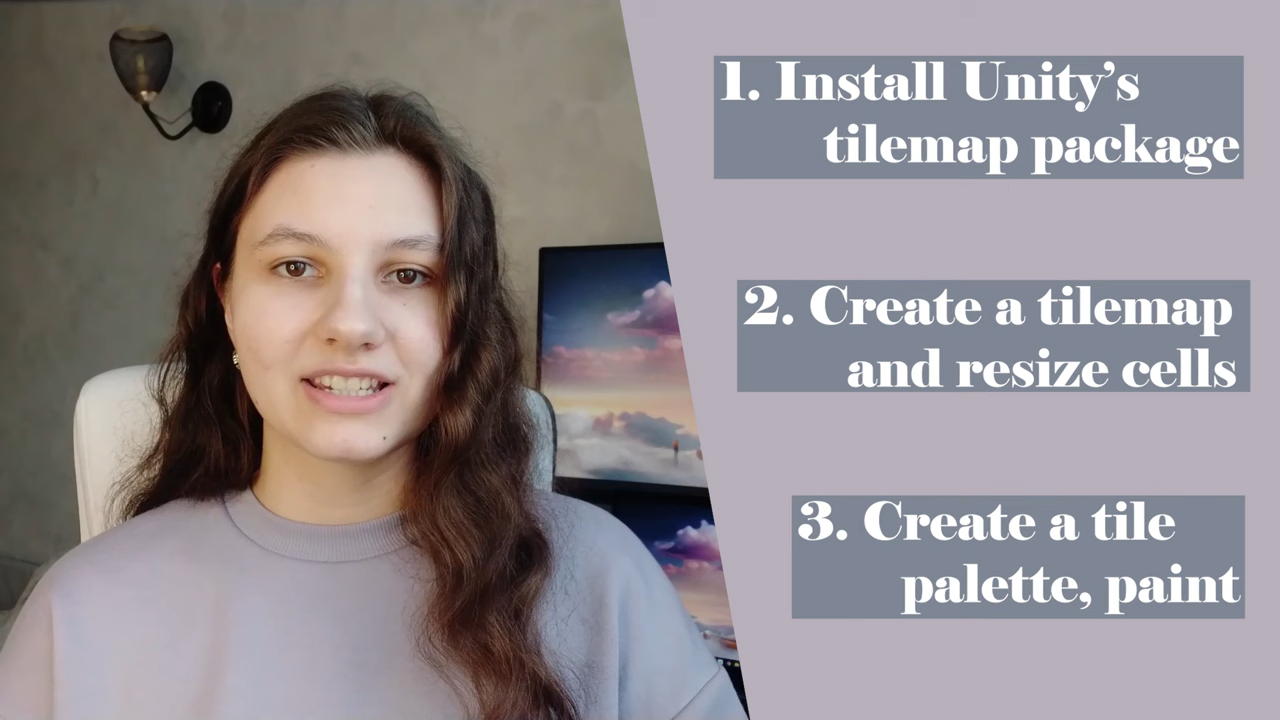 1. Install Unity’s
tilemap package
2. Create a tilemap
and resize cells
3. Create a tile
palette, paint